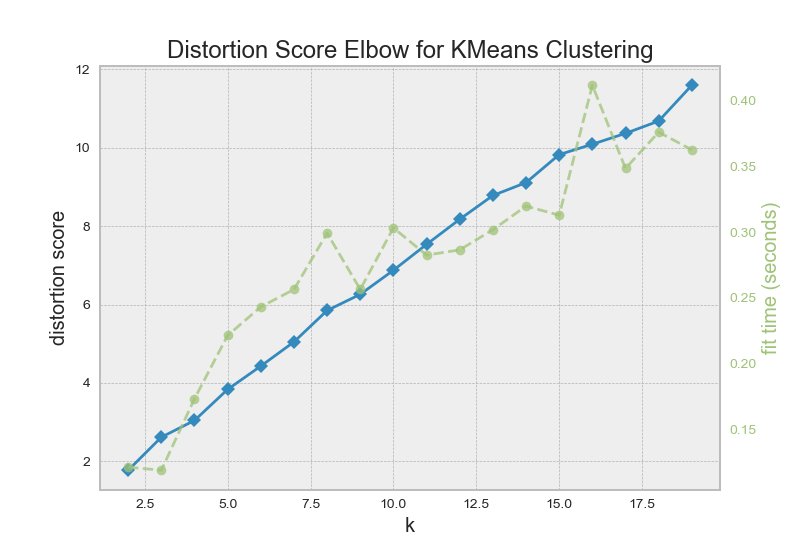 Distortion Score Elbow for KMeans Clustering
12
10
8
6
4
2
distortion score
0.40
0.35
0.30
0.25
0.20
0.15
fit time (seconds)
2.5 5.0 7.5 10.0 12.5 15.0 17.5
k